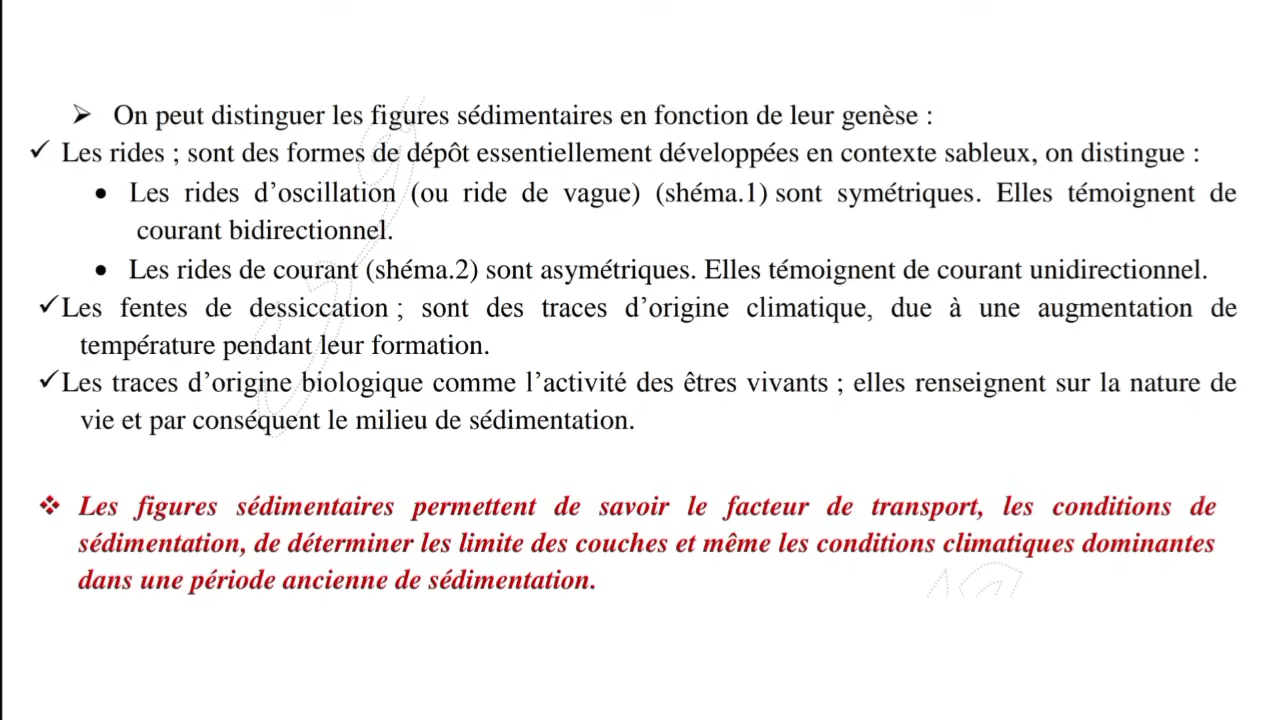 ➢ On peut distinguer les figures sédimentaires en fonction de leur genèse :
✓ Les rides ; sont des formes de dépôt essentiellement développées en contexte sableux, on distingue :
• Les rides d’oscillation (ou ride de vague) (shéma.1) sont symétriques. Elles témoignent de
courant bidirectionnel.
• Les rides de courant (shéma.2) sont asymétriques. Elles témoignent de courant unidirectionnel.
✓ Les fentes de dessiccation ; sont des traces d’origine climatique, due à une augmentation de
température pendant leur formation.
✓ Les traces d’origine biologique comme l’activité des êtres vivants ; elles renseignent sur la nature de
vie et par conséquent le milieu de sédimentation.
❖ Les figures sédimentaires permettent de savoir le facteur de transport, les conditions de
sédimentation, de déterminer les limite des couches et même les conditions climatiques dominantes
dans une période ancienne de sédimentation.